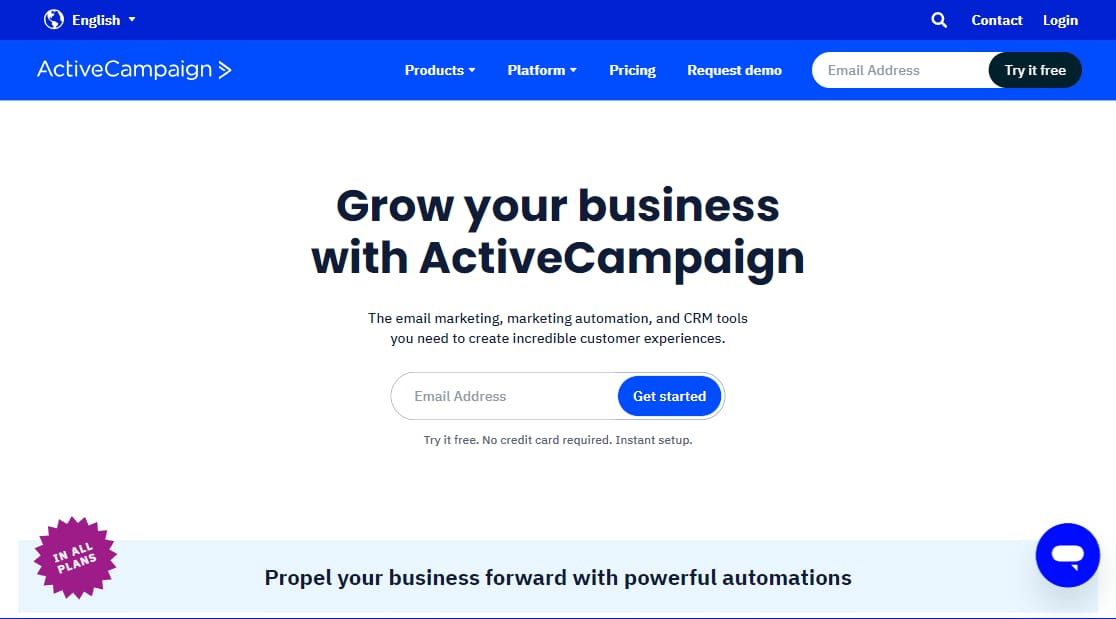 English
Contact
Login
ActiveCampaign
Products
Platform
Pricing
Request demo
Email Address
Try it free
Grow your business
with ActiveCampaign
The email marketing, marketing automation, and CRM tools
you need to create incredible customer experiences.
Email Address
Get started
Try it free. No credit card required. Instant setup.
IN ALL
PLANS
Propel your business forward with powerful automations